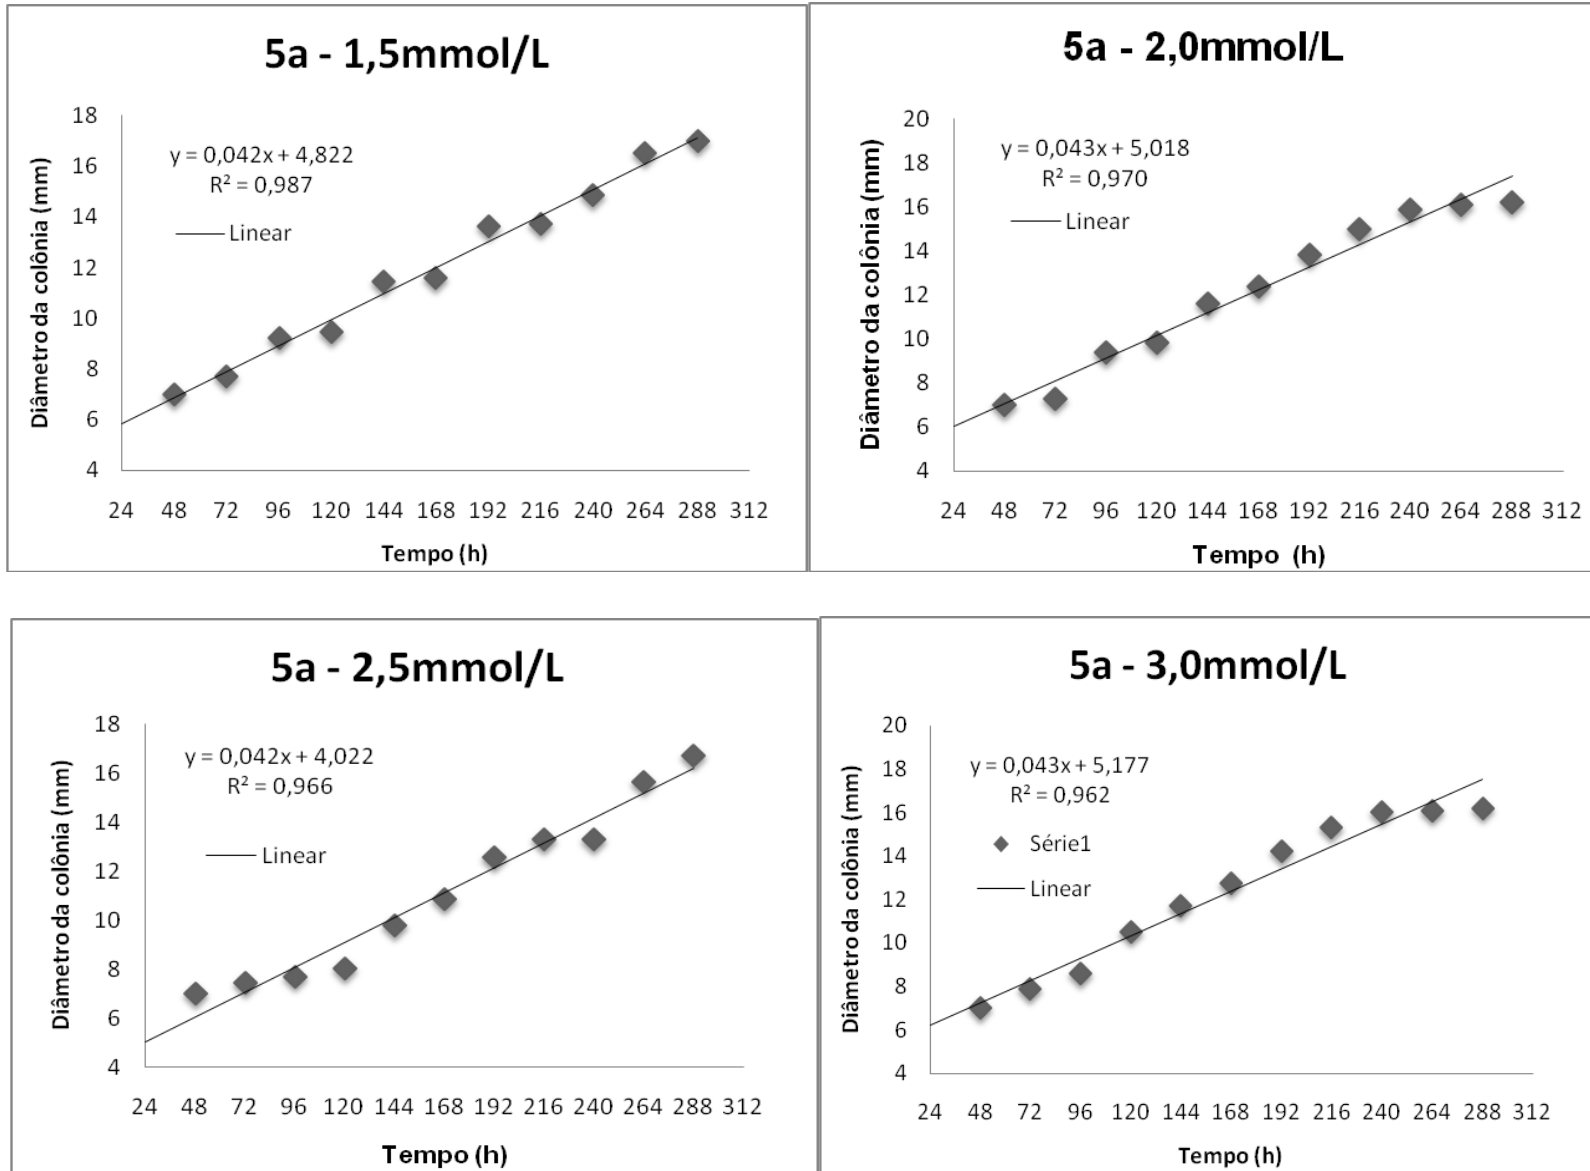 5a - 1,5mmol/L
Diâmetro da colônia (mm)
18
16
14
12
10
8
6
4
y = 0,042x + 4,822
R² = 0,987
Linear
24 48 72 96 120 144 168 192 216 240 264 288 312
Tempo (h)
5a - 2,0mmol/L
Diâmetro da colônia (mm)
20
18
16
14
12
10
8
6
4
y = 0,043x + 5,018
R² = 0,970
Linear
24 48 72 96 120 144 168 192 216 240 264 288 312
Tempo (h)
5a - 2,5mmol/L
Diâmetro da colônia (mm)
18
16
14
12
10
8
6
4
y = 0,042x + 4,022
R² = 0,966
Linear
24 48 72 96 120 144 168 192 216 240 264 288 312
Tempo (h)
5a - 3,0mmol/L
Diâmetro da colônia (mm)
20
18
16
14
12
10
8
6
4
y = 0,043x + 5,177
R² = 0,962
Série1
Linear
24 48 72 96 120 144 168 192 216 240 264 288 312
Tempo (h)